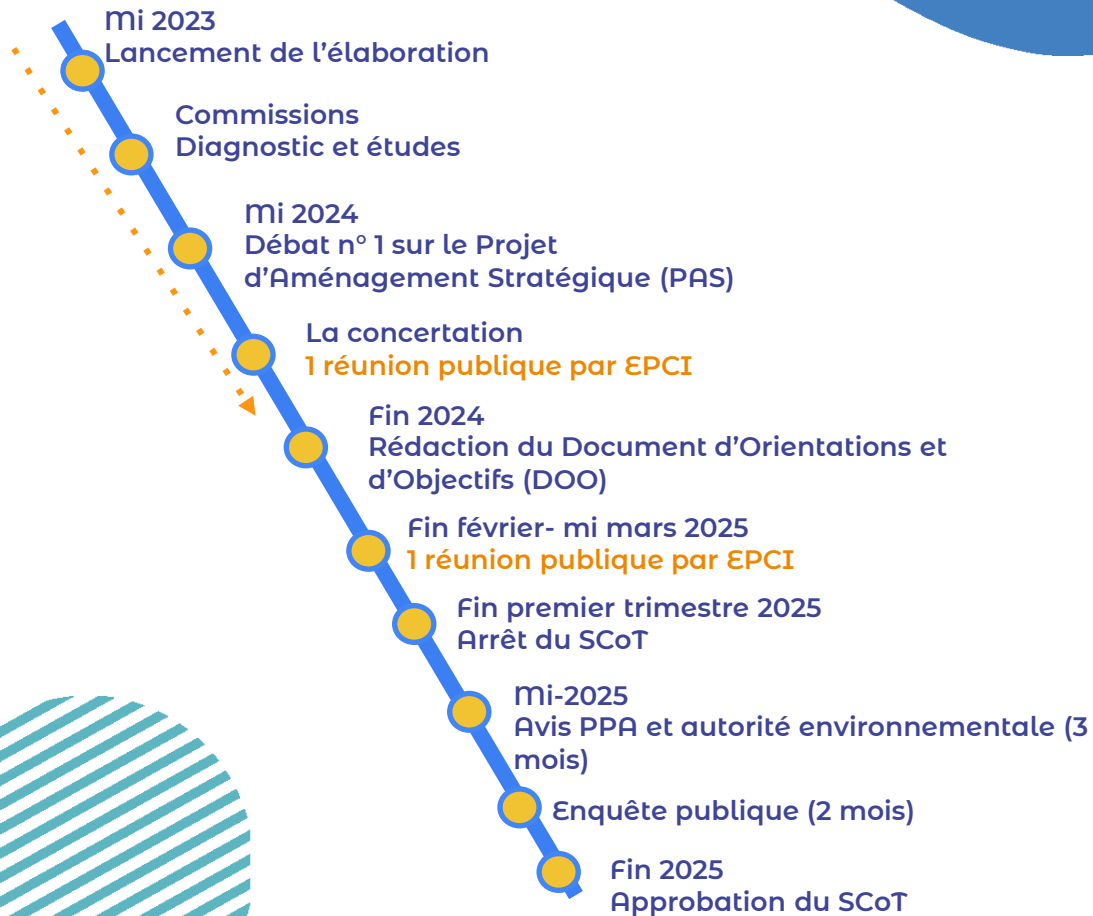 Mi 2023
Lancement de l'élaboration
Commissions
Diagnostic et études
Mi 2024
Débat n° 1 sur le Projet
d'Aménagement Stratégique (PAS)
La concertation
1 réunion publique par EPCI
Fin 2024
Rédaction du Document d'Orientations et
d'Objectifs (DOO)
Fin février- mi mars 2025
1 réunion publique par EPCI
Fin premier trimestre 2025
Arrêt du SCoT
Mi-2025
Avis PPA et autorité environnementale (3
mois)
Enquête publique (2 mois)
Fin 2025
Approbation du SCoT